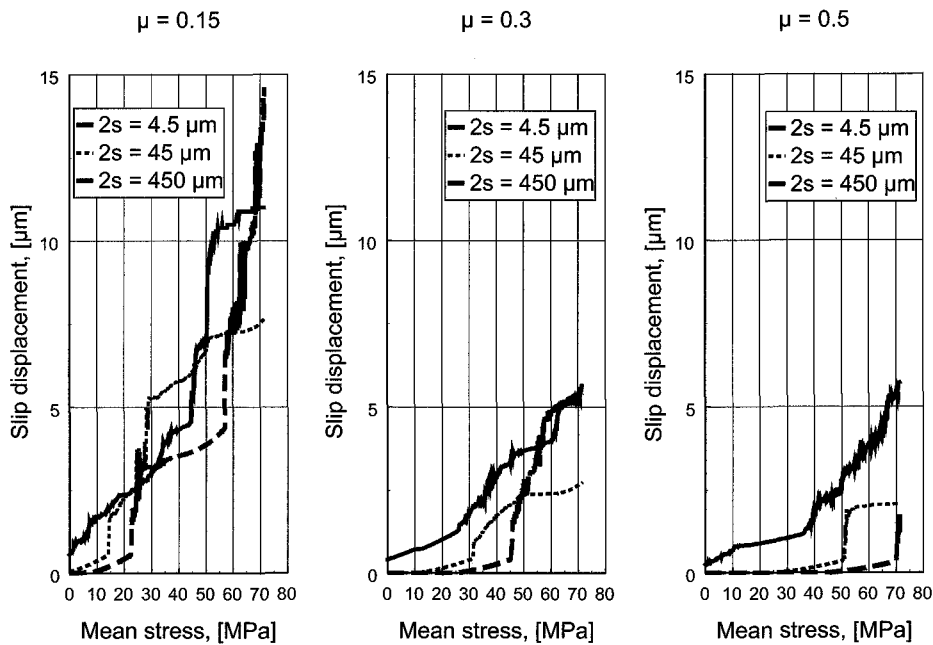 μ = 0.15
μ = 0.3
μ = 0.5
Slip displacement, [μm]
15
10
5
0
2s = 4.5 μm
2s = 45 μm
2s = 450 μm
0 10 20 30 40 50 60 70 80
Mean stress, [MPa]
Slip displacement, [μm]
15
10
5
0
2s = 4.5 μm
2s = 45 μm
2s = 450 μm
0 10 20 30 40 50 60 70 80
Mean stress, [MPa]
Slip displacement, [μm]
15
10
5
0
2s = 4.5 μm
2s = 45 μm
2s = 450 μm
0 10 20 30 40 50 60 70 80
Mean stress, [MPa]